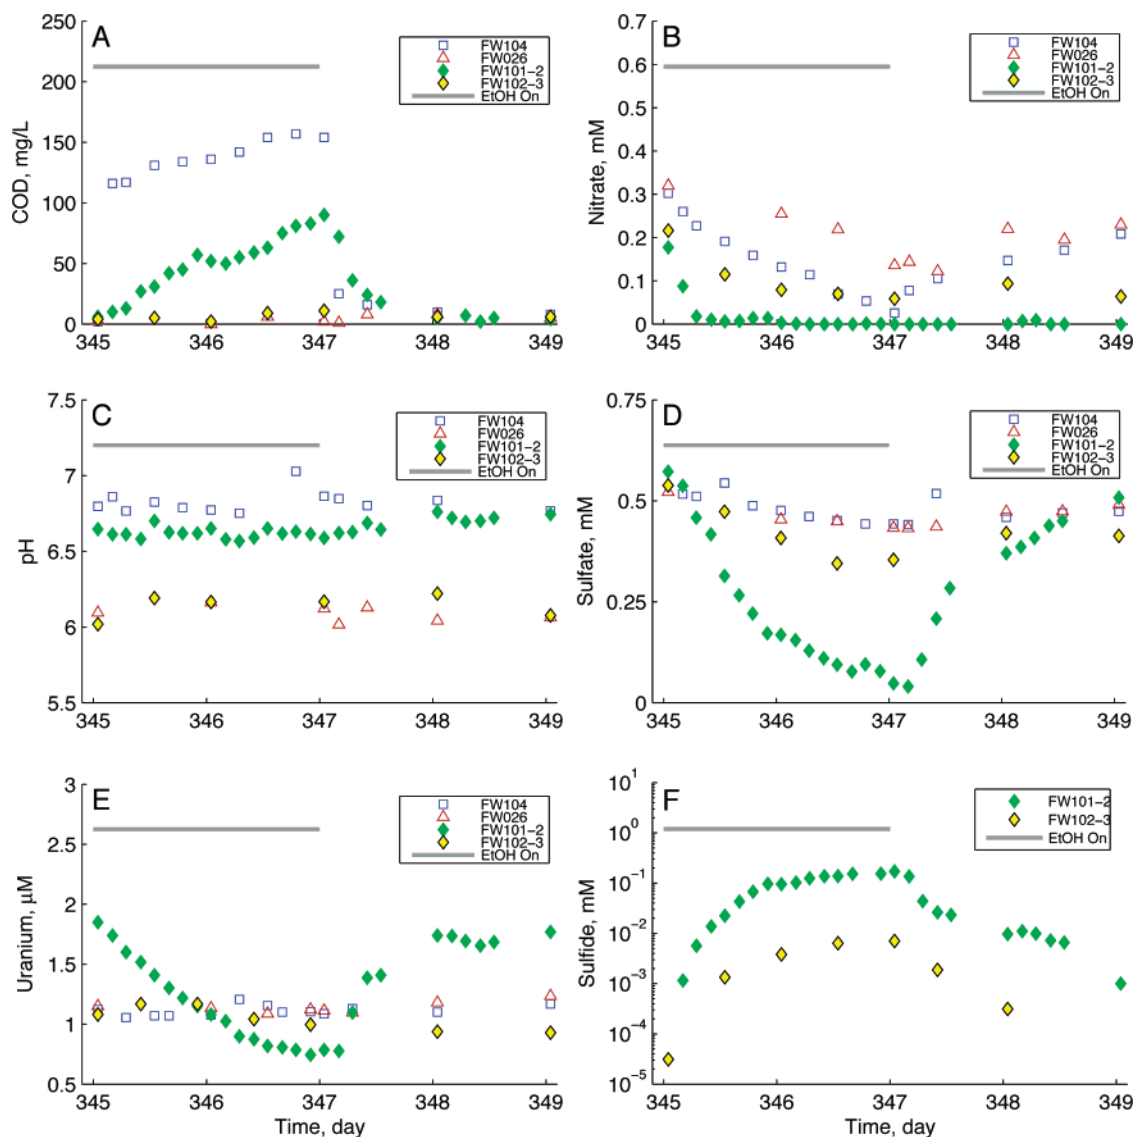 A
COD, mg/L
250
200
150
100
50
0
345 346 347 348 349
FW104
FW026
FW101-2
FW102-3
EtOH On
B
Nitrate, mM
0.7
0.6
0.5
0.4
0.3
0.2
0.1
0
345 346 347 348 349
FW104
FW026
FW101-2
FW102-3
EtOH On
C
pH
7.5
7
6.5
6
5.5
345 346 347 348 349
FW104
FW026
FW101-2
FW102-3
EtOH On
D
Sulfate, mM
0.75
0.5
0.25
0
345 346 347 348 349
FW104
FW026
FW101-2
FW102-3
EtOH On
E
Uranium, μM
3
2.5
2
1.5
1
0.5
345 346 347 348 349
Time, day
FW104
FW026
FW101-2
FW102-3
EtOH On
F
Sulfide, mM
10¹
10⁰
10⁻¹
10⁻²
10⁻³
10⁻⁴
10⁻⁵
345 346 347 348 349
Time, day
FW101-2
FW102-3
EtOH On